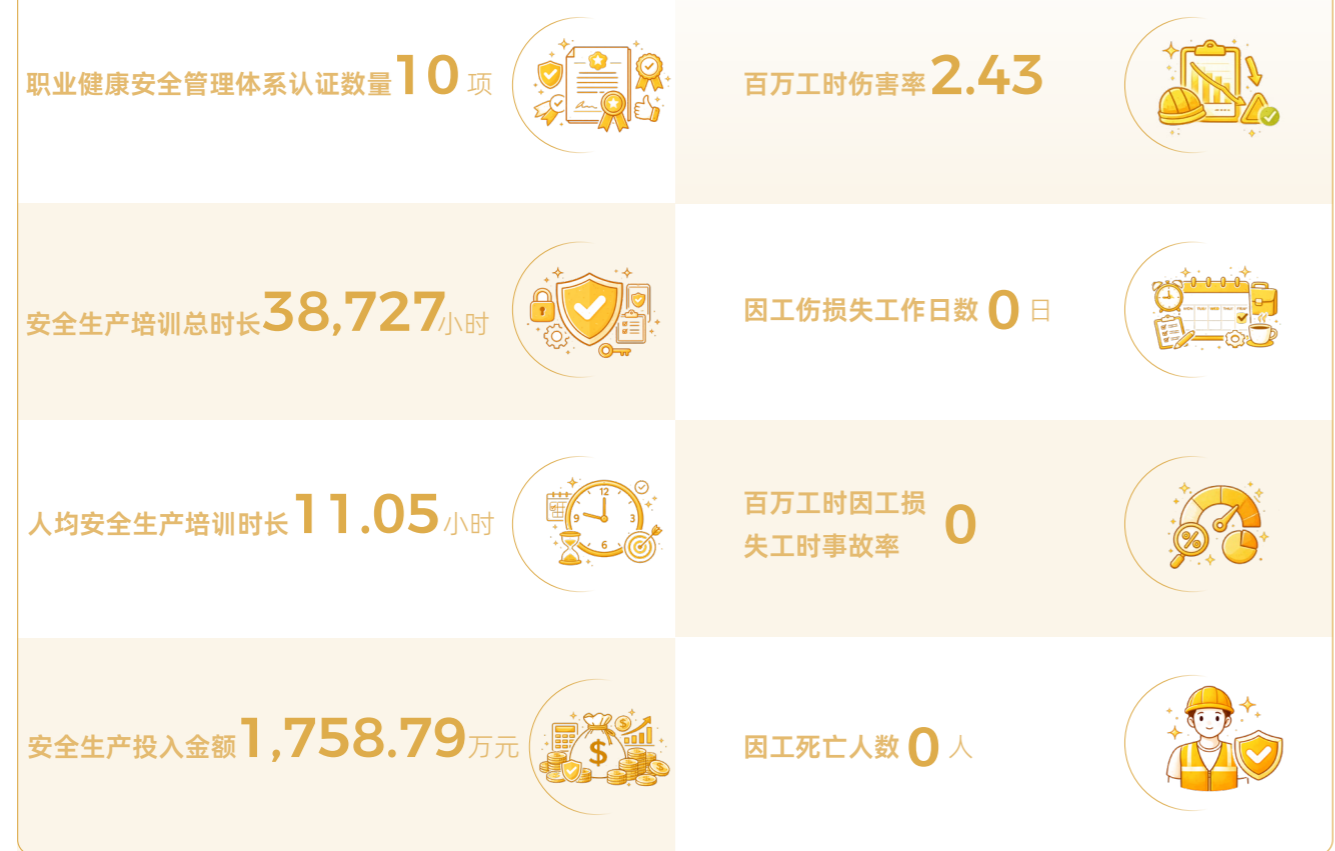 职业健康安全管理体系认证数量10 项
百万工时伤害率2.43
安全生产培训总时长38,727小时
因工伤损失工作日数 0 日
人均安全生产培训时长11.05小时
12
3
6
9
百万工时因工损
失工时事故率
0
%
安全生产投入金额1,758.79万元
$
$
因工死亡人数 0 人